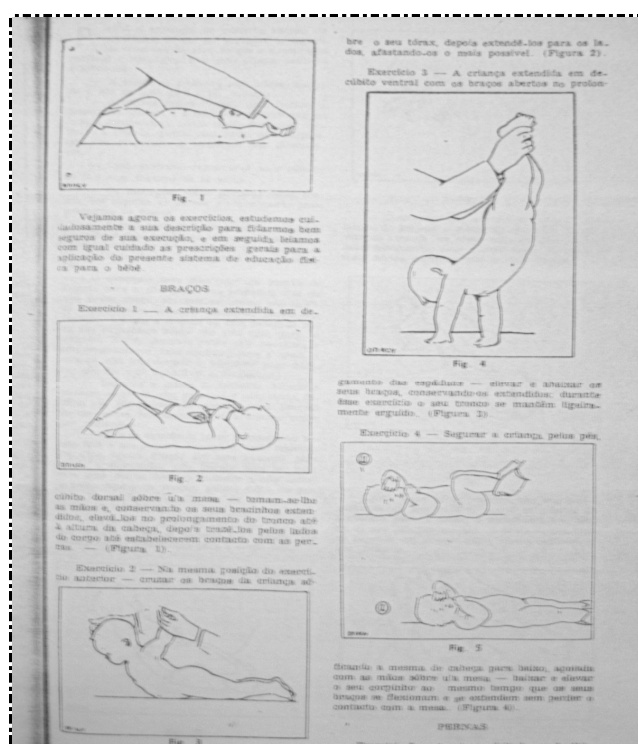 Fig. 1
Vejamos agora os exercícios, estudemos cui-
dadosamente a sua descrição para ficarmos bem
seguros de sua execução, e em seguida leiamos
com igual cuidado as prescrições gerais para a
aplicação do presente sistema de educação físi-
ca para o bébé.
BRAÇOS
Exercício 1 — A criança extendida em de-
Fig. 2
cúbito dorsal sôbre u'a mesa — tomam-se-lhe
as mãos e, conservando os seus bracinhos exten-
didos, elevá-los no prolongamento do tronco até
à altura da cabeça, depois trazê-los pelos lados
do corpo até estabelecerem contacto com as per-
nas. — (Figura 1).
Exercício 2 — Na mesma posição do exercí-
cio anterior — cruzar os braços da criança sô-
Fig. 3
bre o seu tórax, depois extendê-los para os la-
dos, afastando-os o mais possível. (Figura 2).
Exercício 3 — A criança extendida em de-
cúbito ventral com os braços abertos no prolon-
Fig. 4
gamento das espáduas — elevar e abaixar os
seus braços, conservando-os extendidos; durante
êsse exercício o seu tronco se mantém ligeira-
mente erguido. (Figura 3).
Exercício 4 — Segurar a criança pelos pés,
Fig. 5
ficando a mesma de cabeça para baixo, apoiada
com as mãos sôbre u'a mesa — baixar e elevar
o seu corpinho ao mesmo tempo que os seus
braços se flexionam e se extendem sem perder o
contacto com a mesa. (Figura 4).
PERNAS